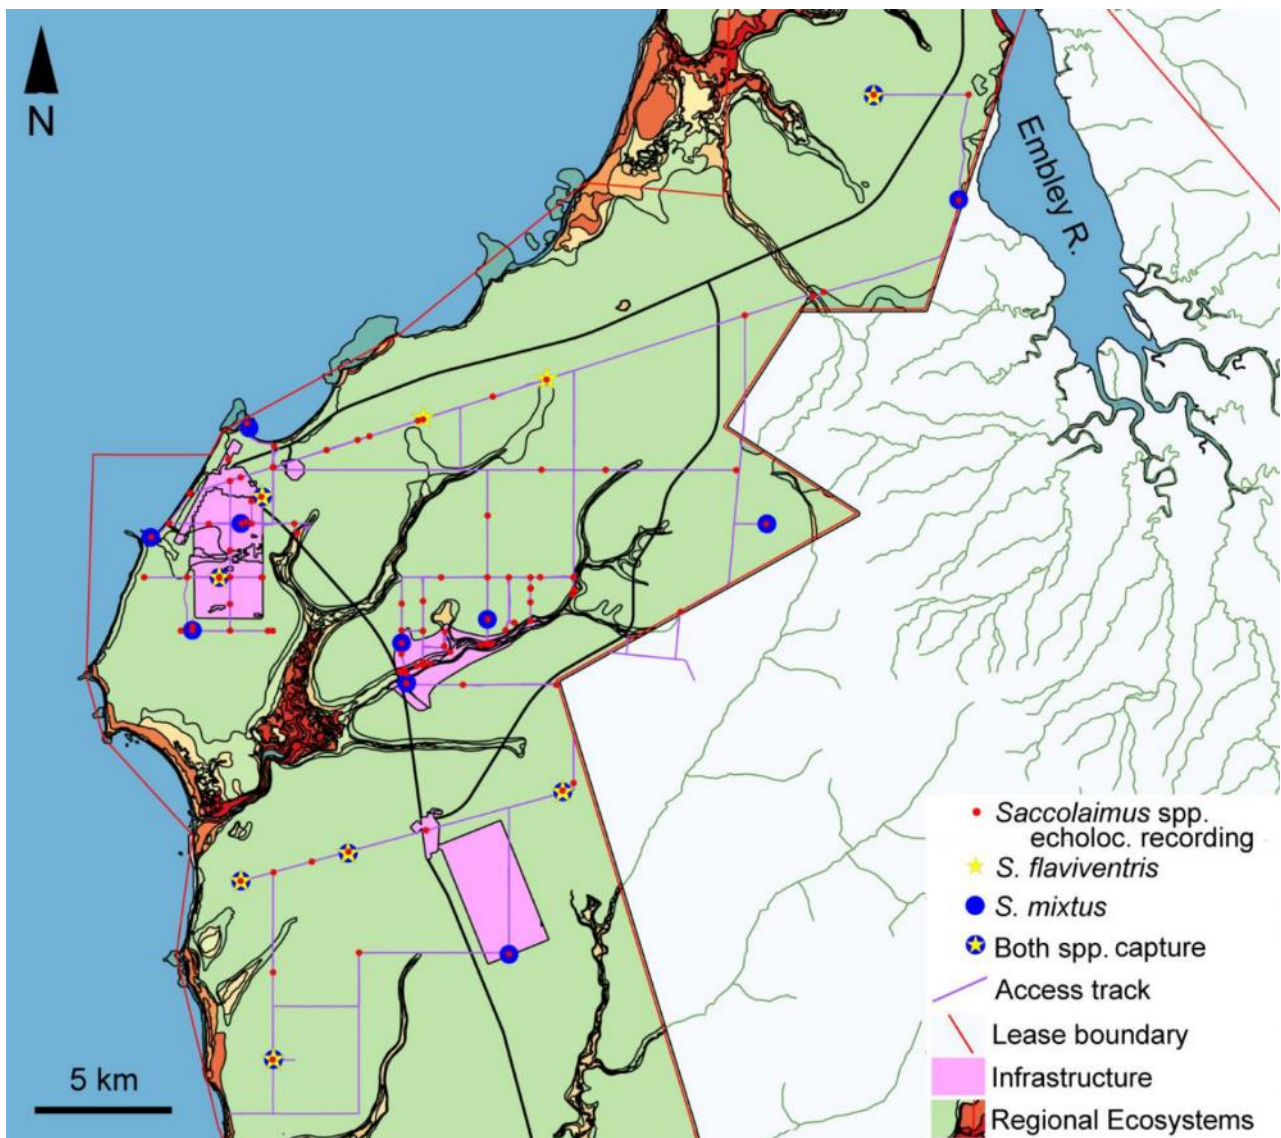 N
Embley R.
Saccolaimus spp.
echoloc. recording
S. flaviventris
S. mixtus
Both spp. capture
Access track
Lease boundary
Infrastructure
Regional Ecosystems
5 km